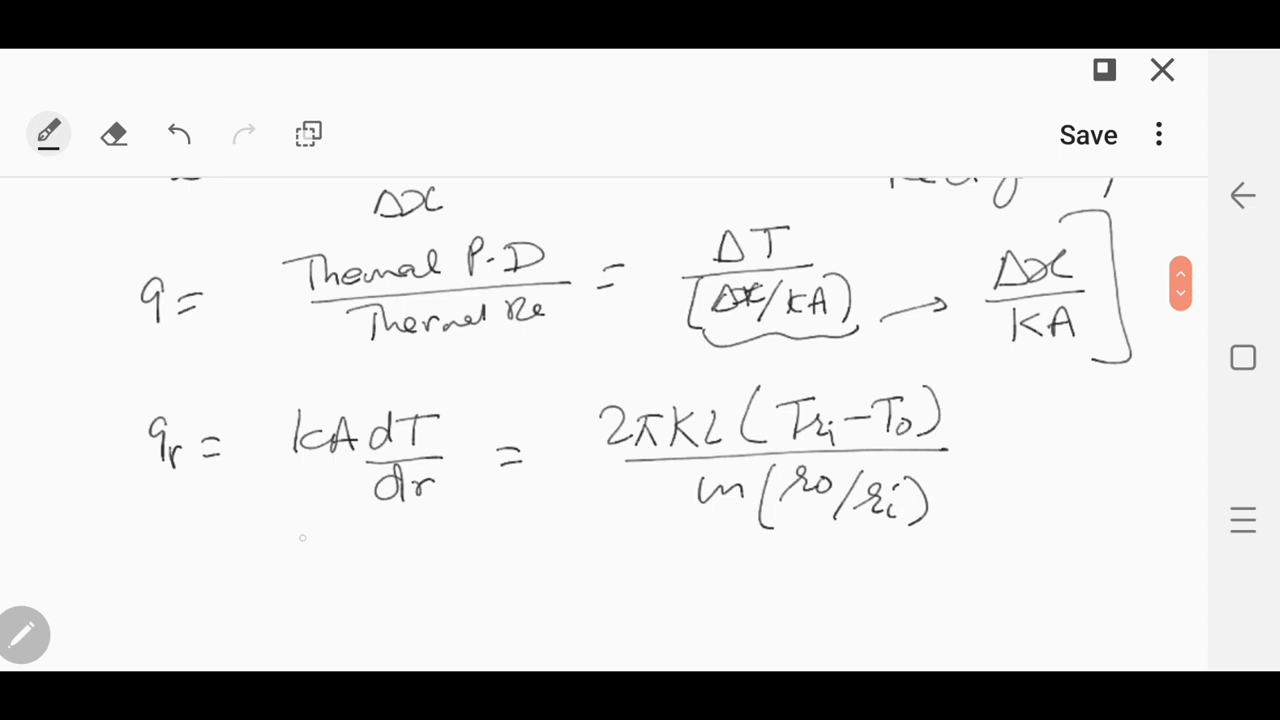 Save
Δx
q = Thermal P.D / Thermal Re = ΔT / (Δx/KA) → Δx / KA ]
qr = KA dT / dr = 2πKL (Tri - To) / ln (ro/ri)